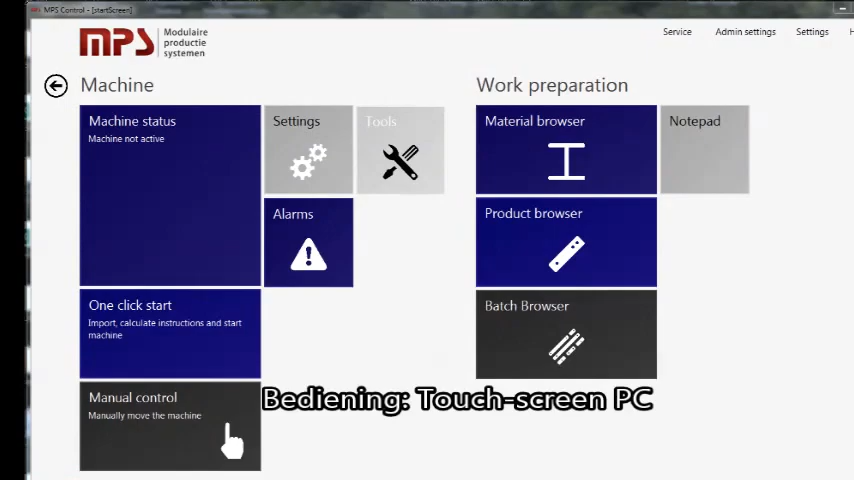 MPS Control - [startScreen]
MPS
Modulaire
productie
systemen
Service
Admin settings
Settings
Machine
Work preparation
Machine status
Machine not active
Settings
Tools
Material browser
Notepad
Alarms
Product browser
One click start
Import, calculate instructions and start
machine
Batch Browser
Manual control
Manually move the machine
Bediening: Touch-screen PC